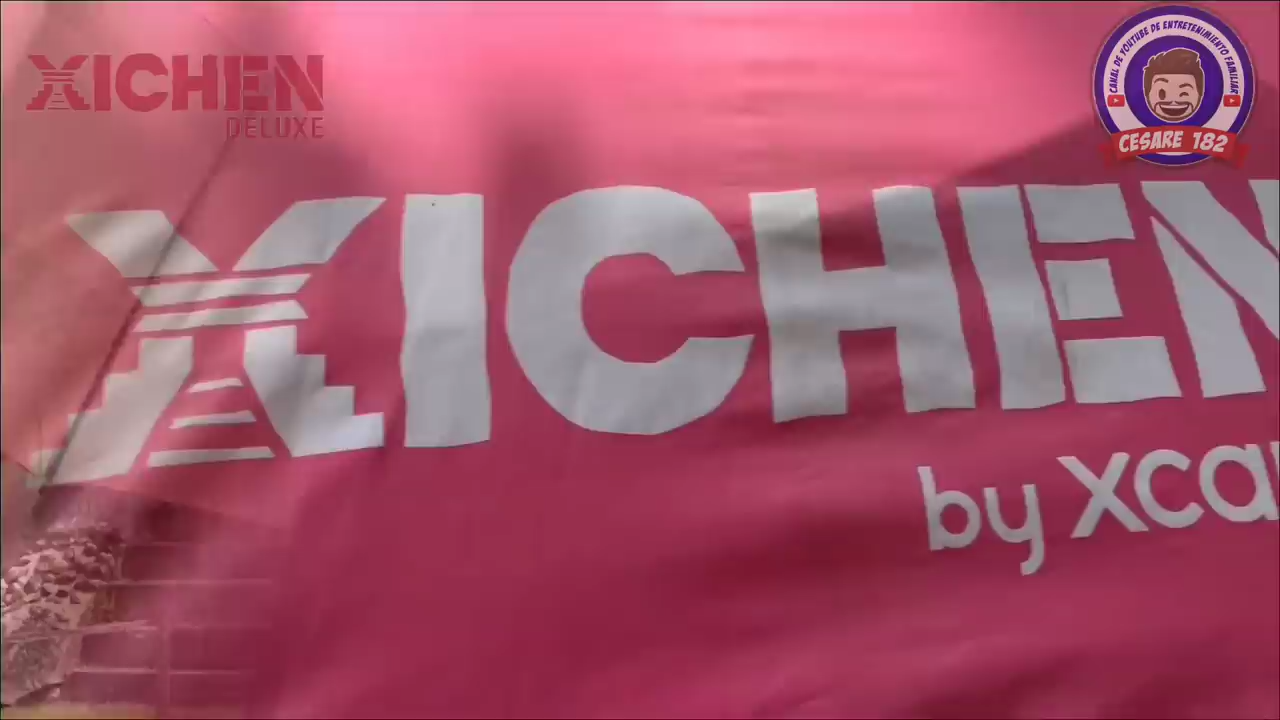 XICHEN
DELUXE
CANAL DE YOUTUBE DE ENTRETENIMIENTO FAMILIAR
CESARE 182
XICHEN
by xca